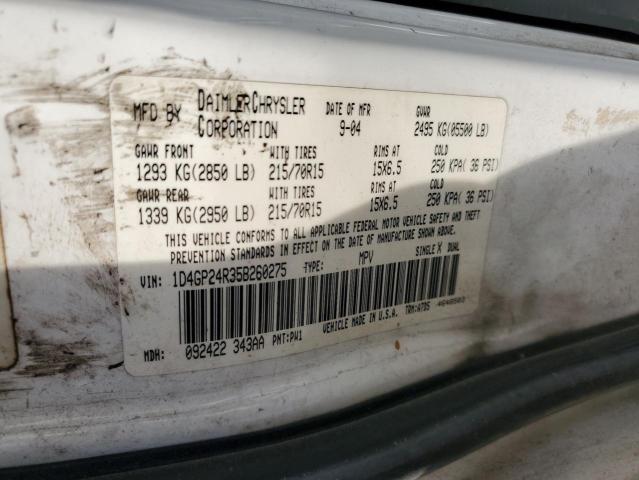 MFD BY DAIMLERCHRYSLER CORPORATION DATE OF MFR 9-04 GVWR 2495 KG(05500 LB)
GAWR FRONT WITH TIRES RIMS AT COLD
1293 KG(2850 LB) 215/70R15 15X6.5 250 KPA( 36 PSI)
GAWR REAR WITH TIRES RIMS AT COLD
1339 KG(2950 LB) 215/70R15 15X6.5 250 KPA( 36 PSI)
THIS VEHICLE CONFORMS TO ALL APPLICABLE FEDERAL MOTOR VEHICLE SAFETY AND THEFT
PREVENTION STANDARDS IN EFFECT ON THE DATE OF MANUFACTURE SHOWN ABOVE.
VIN: 1D4GP24R35B260275 TYPE: MPV SINGLE X DUAL
VEHICLE MADE IN U.S.A. TRM:A7D5
MDH: 092422 343AA PNT:PW1